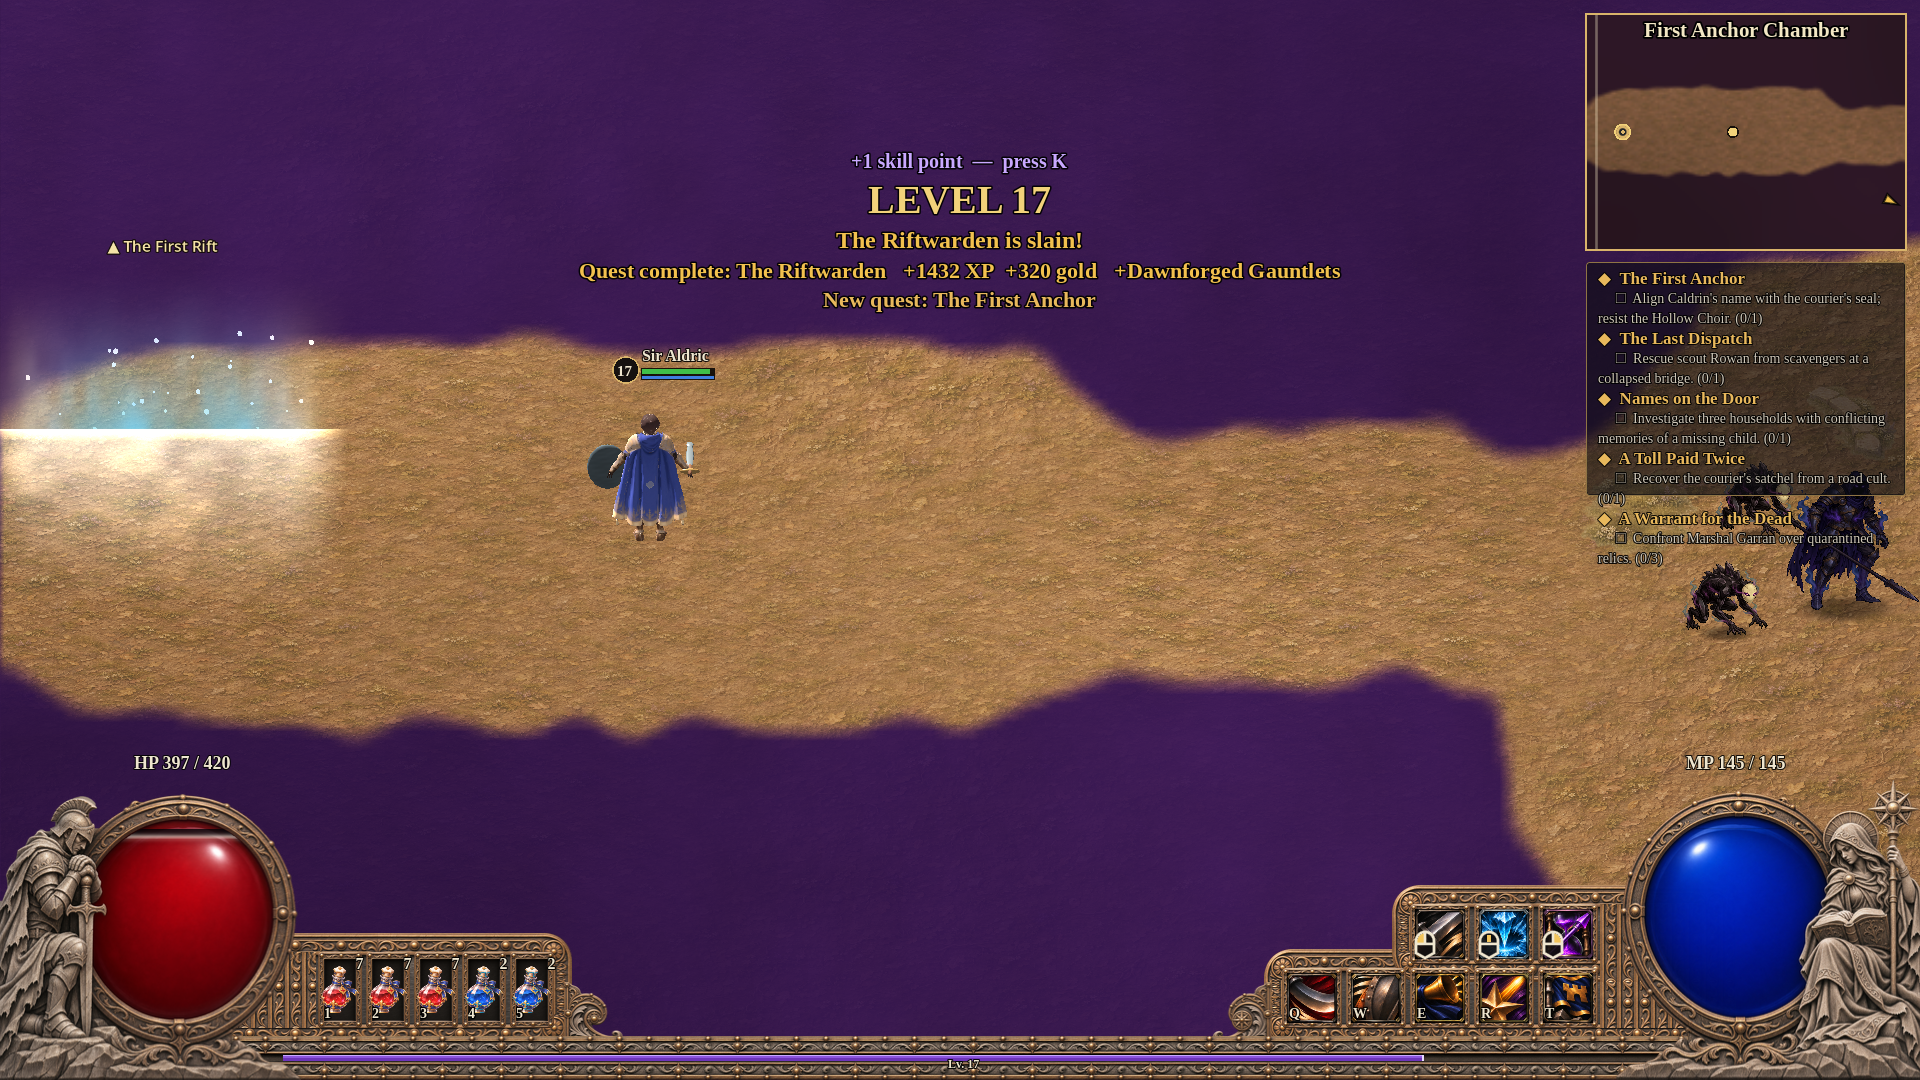 First Anchor Chamber
+1 skill point — press K
LEVEL 17
▲ The First Rift
The Riftwarden is slain!
Quest complete: The Riftwarden +1432 XP +320 gold +Dawnforged Gauntlets
New quest: The First Anchor
◆ The First Anchor
□ Align Caldrin's name with the courier's seal;
resist the Hollow Choir. (0/1)
◆ The Last Dispatch
□ Rescue scout Rowan from scavengers at a
collapsed bridge. (0/1)
◆ Names on the Door
□ Investigate three households with conflicting
memories of a missing child. (0/1)
◆ A Toll Paid Twice
□ Recover the courier's satchel from a road cult.
(0/1)
◆ A Warrant for the Dead
□ Confront Marshal Garran over quarantined
relics. (0/3)
Sir Aldric
17
HP 397 / 420
MP 145 / 145
7 7 7 2 2
1 2 3 4 5
Q W E R T
Lv. 17